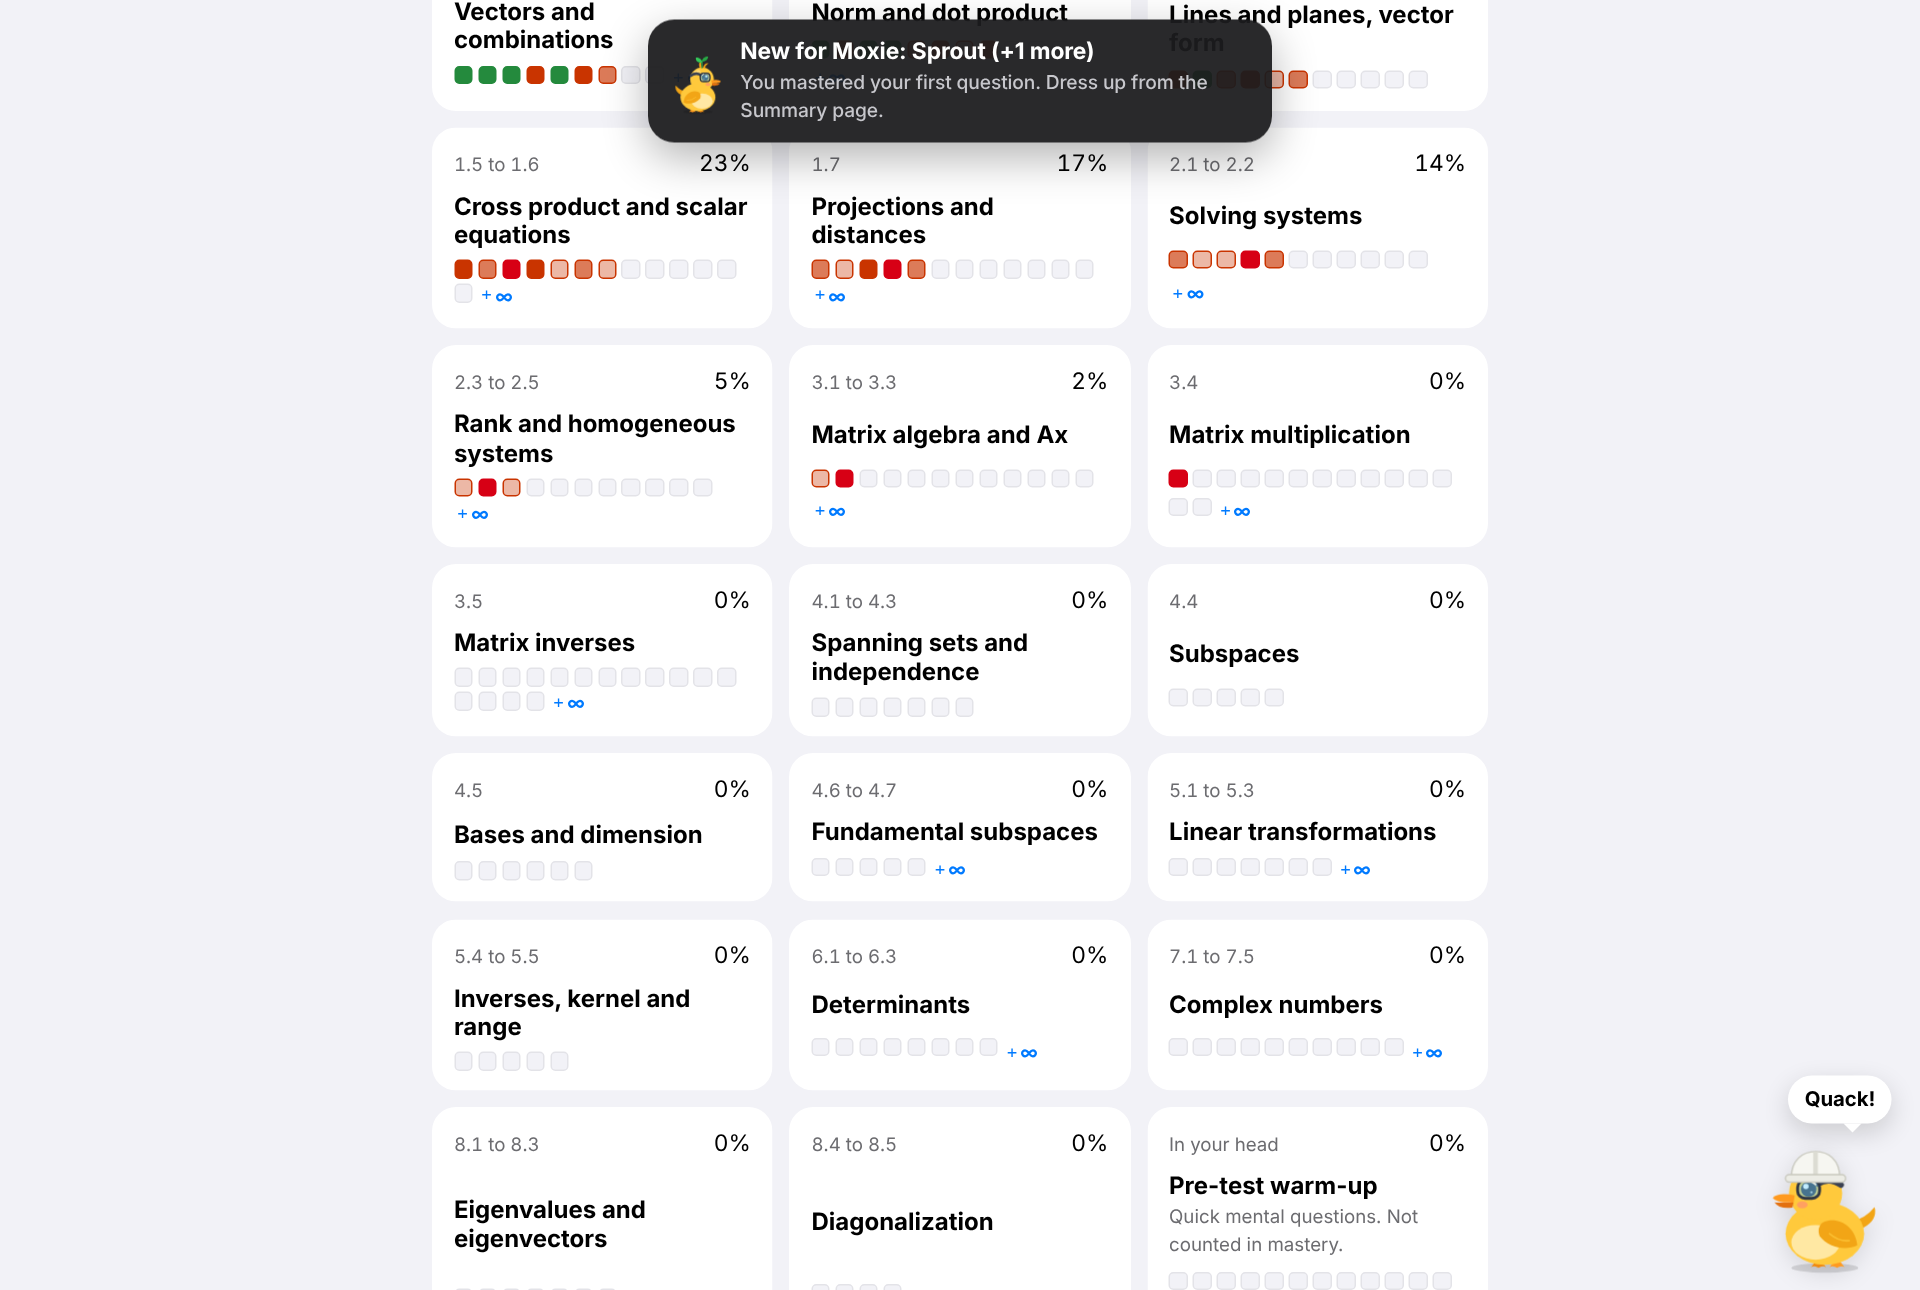 Vectors and
combinations
Norm and dot product
Lines and planes, vector
form
New for Moxie: Sprout (+1 more)
You mastered your first question. Dress up from the
Summary page.
1.5 to 1.6
23%
Cross product and scalar
equations
+ ∞
1.7
17%
Projections and
distances
+ ∞
2.1 to 2.2
14%
Solving systems
+ ∞
2.3 to 2.5
5%
Rank and homogeneous
systems
+ ∞
3.1 to 3.3
2%
Matrix algebra and Ax
+ ∞
3.4
0%
Matrix multiplication
+ ∞
3.5
0%
Matrix inverses
+ ∞
4.1 to 4.3
0%
Spanning sets and
independence
4.4
0%
Subspaces
4.5
0%
Bases and dimension
4.6 to 4.7
0%
Fundamental subspaces
+ ∞
5.1 to 5.3
0%
Linear transformations
+ ∞
5.4 to 5.5
0%
Inverses, kernel and
range
6.1 to 6.3
0%
Determinants
+ ∞
7.1 to 7.5
0%
Complex numbers
+ ∞
8.1 to 8.3
0%
Eigenvalues and
eigenvectors
8.4 to 8.5
0%
Diagonalization
In your head
0%
Pre-test warm-up
Quick mental questions. Not
counted in mastery.
Quack!